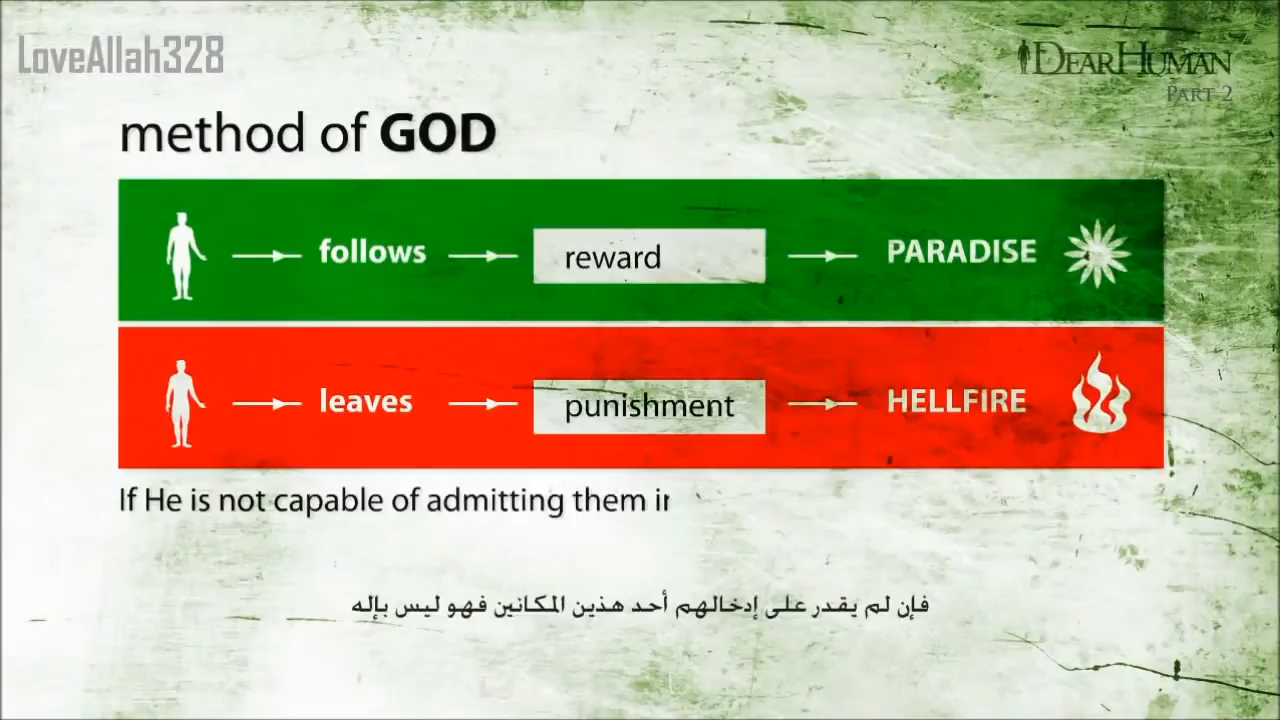 LoveAllah328
DEARHUMAN
PART 2
method of GOD
follows reward PARADISE
leaves punishment HELLFIRE
If He is not capable of admitting them
فإن لم يقدر على إدخالهم أحد هذين المكانين فهو ليس بإله